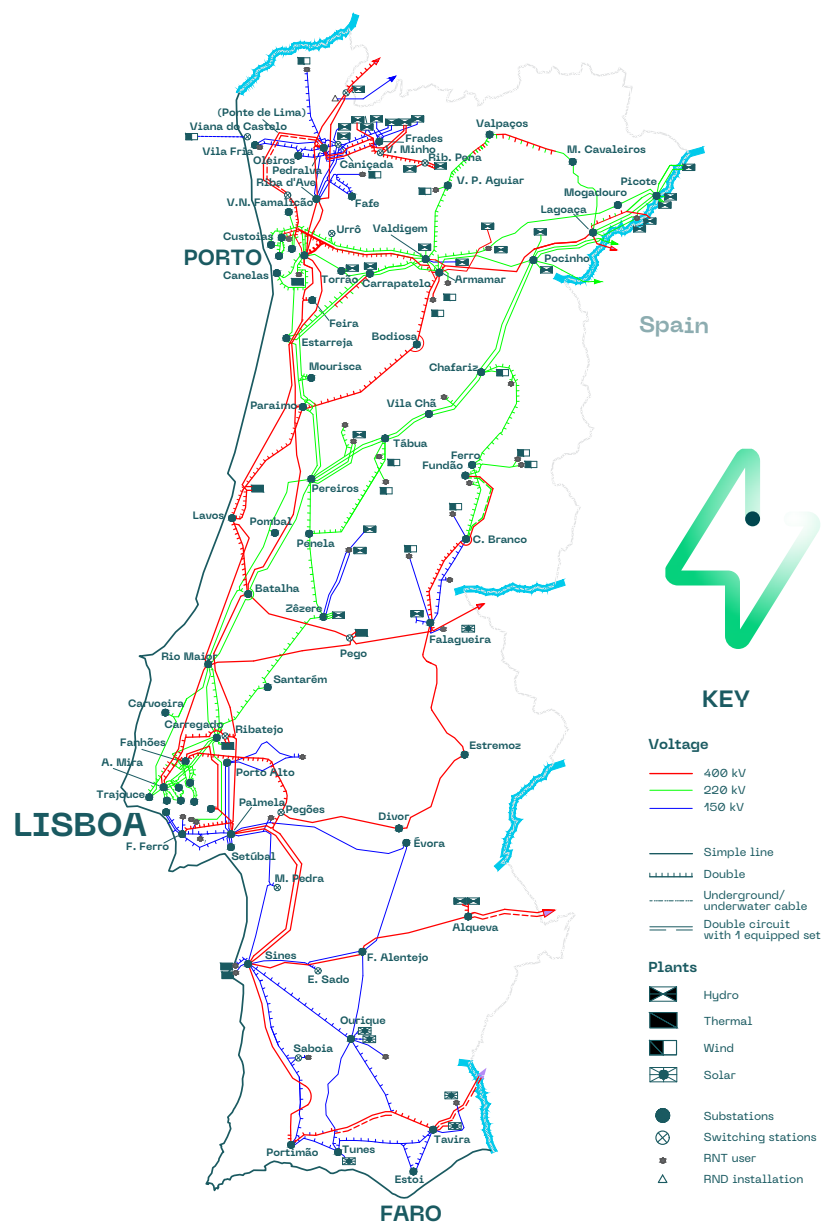 (Ponte de Lima)
Viana do Castelo
Vila Fria
Oleiros
Pedralva
Riba d'Ave
V.N. Famalicão
Caniçada
Frades
V. Minho
Rib. Pena
Fafe
Valpaços
M. Cavaleiros
V. P. Aguiar
Mogadouro
Picote
Lagoaça
Custoias
Urrô
Valdigem
PORTO
Canelas
Torrão
Carrapatelo
Armamar
Pocinho
Feira
Estarreja
Bodiosa
Spain
Mourisca
Chafariz
Paraimo
Vila Chã
Tábua
Ferro
Fundão
Pereiros
Lavos
Pombal
Penela
C. Branco
Batalha
Zêzere
Falagueira
Pego
Rio Maior
Santarém
Carvoeira
Carregado
Ribatejo
Fanhões
A. Mira
Porto Alto
Estremoz
Trajouce
Palmela
Pegões
Divor
LISBOA
F. Ferro
Setúbal
Évora
M. Pedra
Alqueva
Sines
F. Alentejo
E. Sado
Ourique
Saboia
Portimão
Tunes
Tavira
Estoi
FARO
KEY
Voltage
400 kV
220 kV
150 kV
Simple line
Double
Underground/
underwater cable
Double circuit
with 1 equipped set
Plants
Hydro
Thermal
Wind
Solar
Substations
Switching stations
RNT user
RND installation